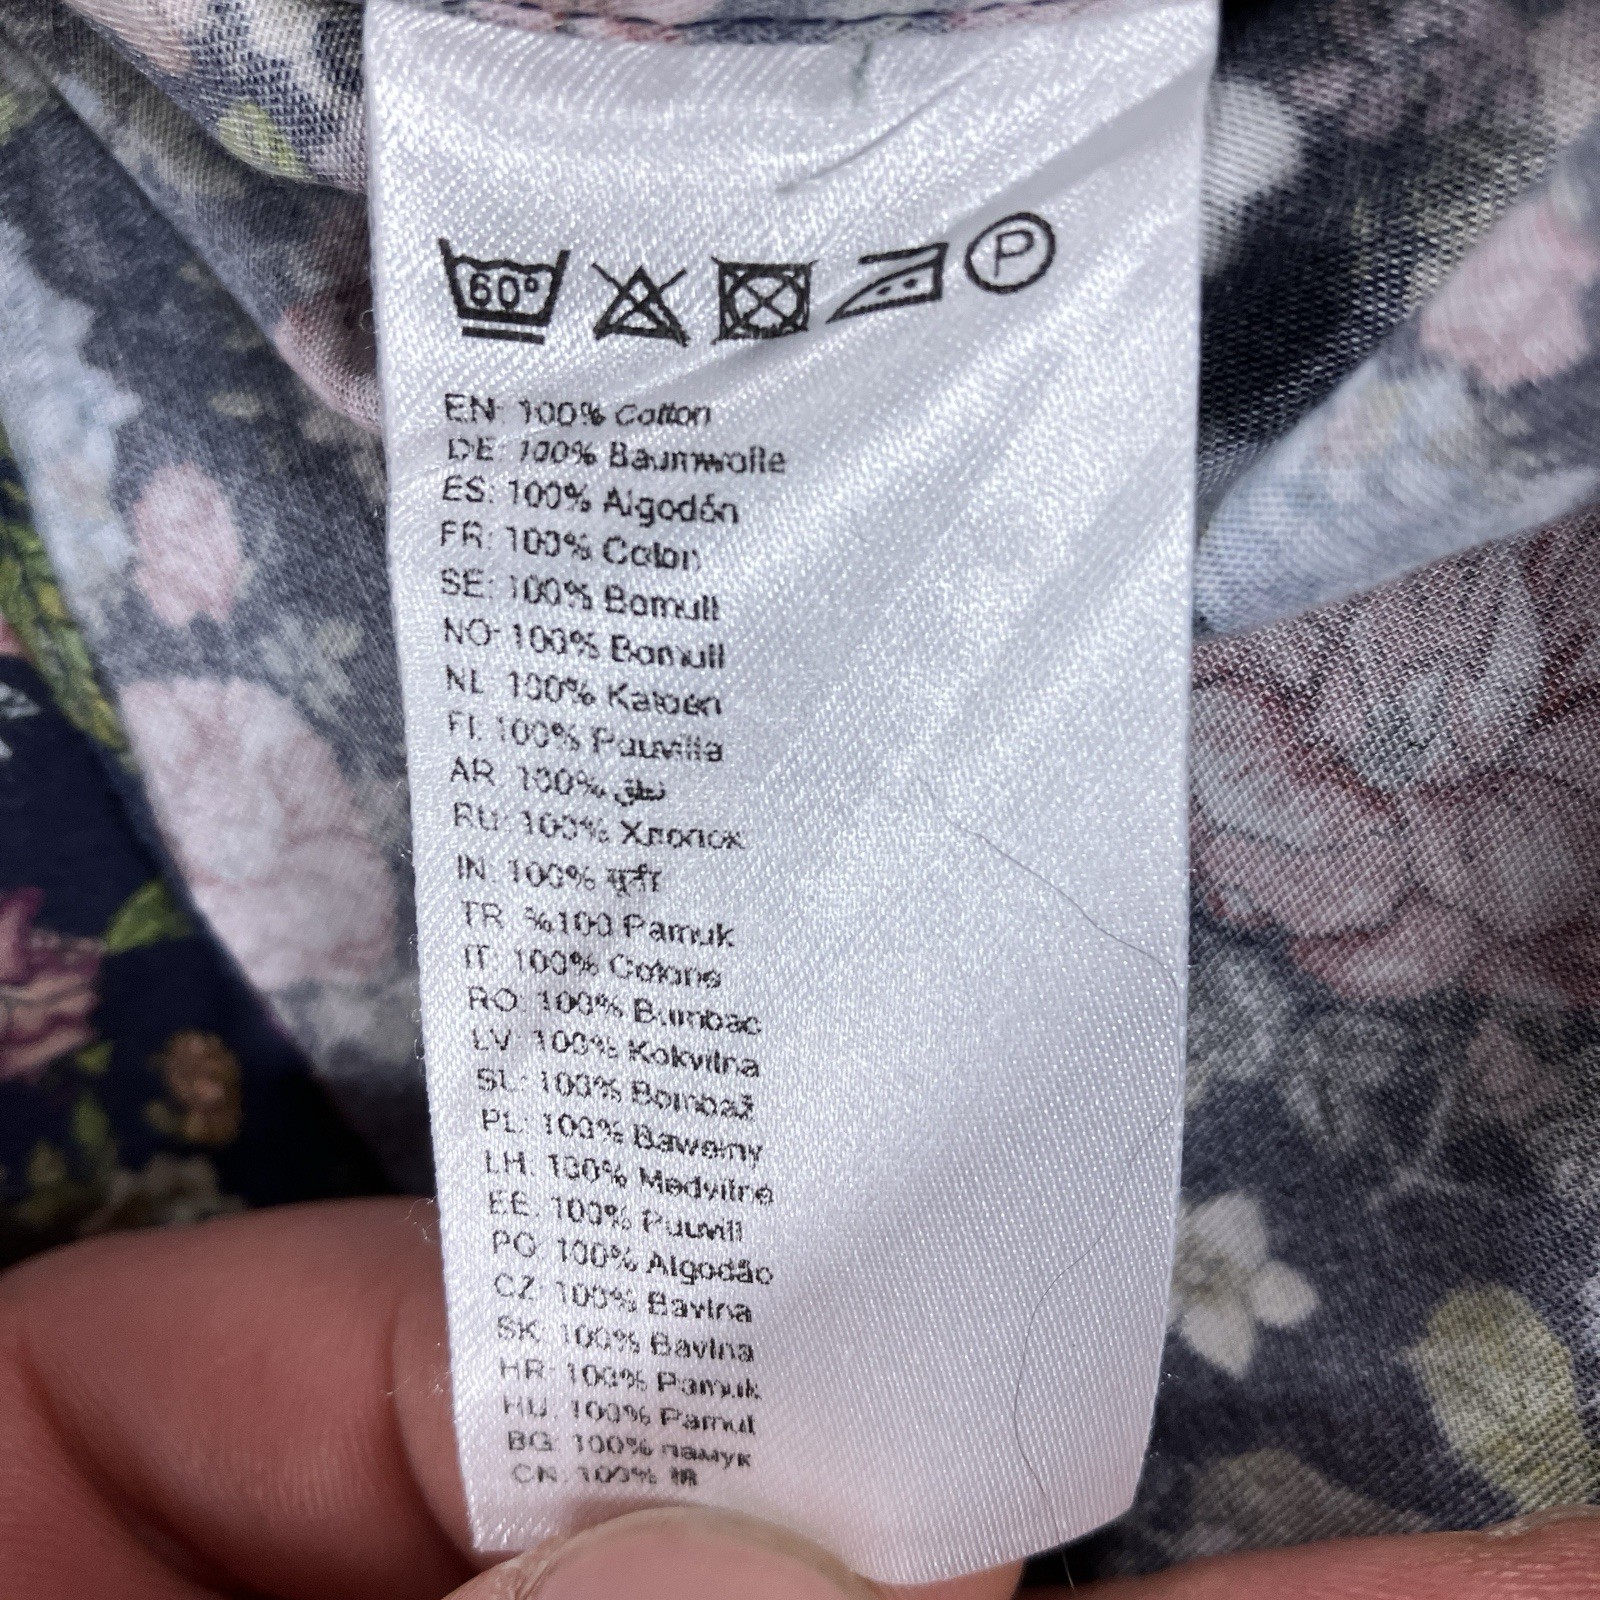 60°
P
EN: 100% Cotton
DE: 100% Baumwolle
ES: 100% Algodón
FR: 100% Coton
SE: 100% Bomull
NO: 100% Bomull
NL: 100% Katoen
FI: 100% Puuvilla
AR: 100%
RU: 100% Хлопок
IN: 100%
TR: %100 Pamuk
IT: 100% Cotone
RO: 100% Bumbac
LV: 100% Kokvilna
SL: 100% Bombaž
PL: 100% Bawełny
LH: 100% Medvilnė
EE: 100% Puuvill
PO: 100% Algodão
CZ: 100% Bavlna
SK: 100% Bavlna
HR: 100% Pamuk
HU: 100% Pamut
BG: 100% памук
CN: 100% 棉